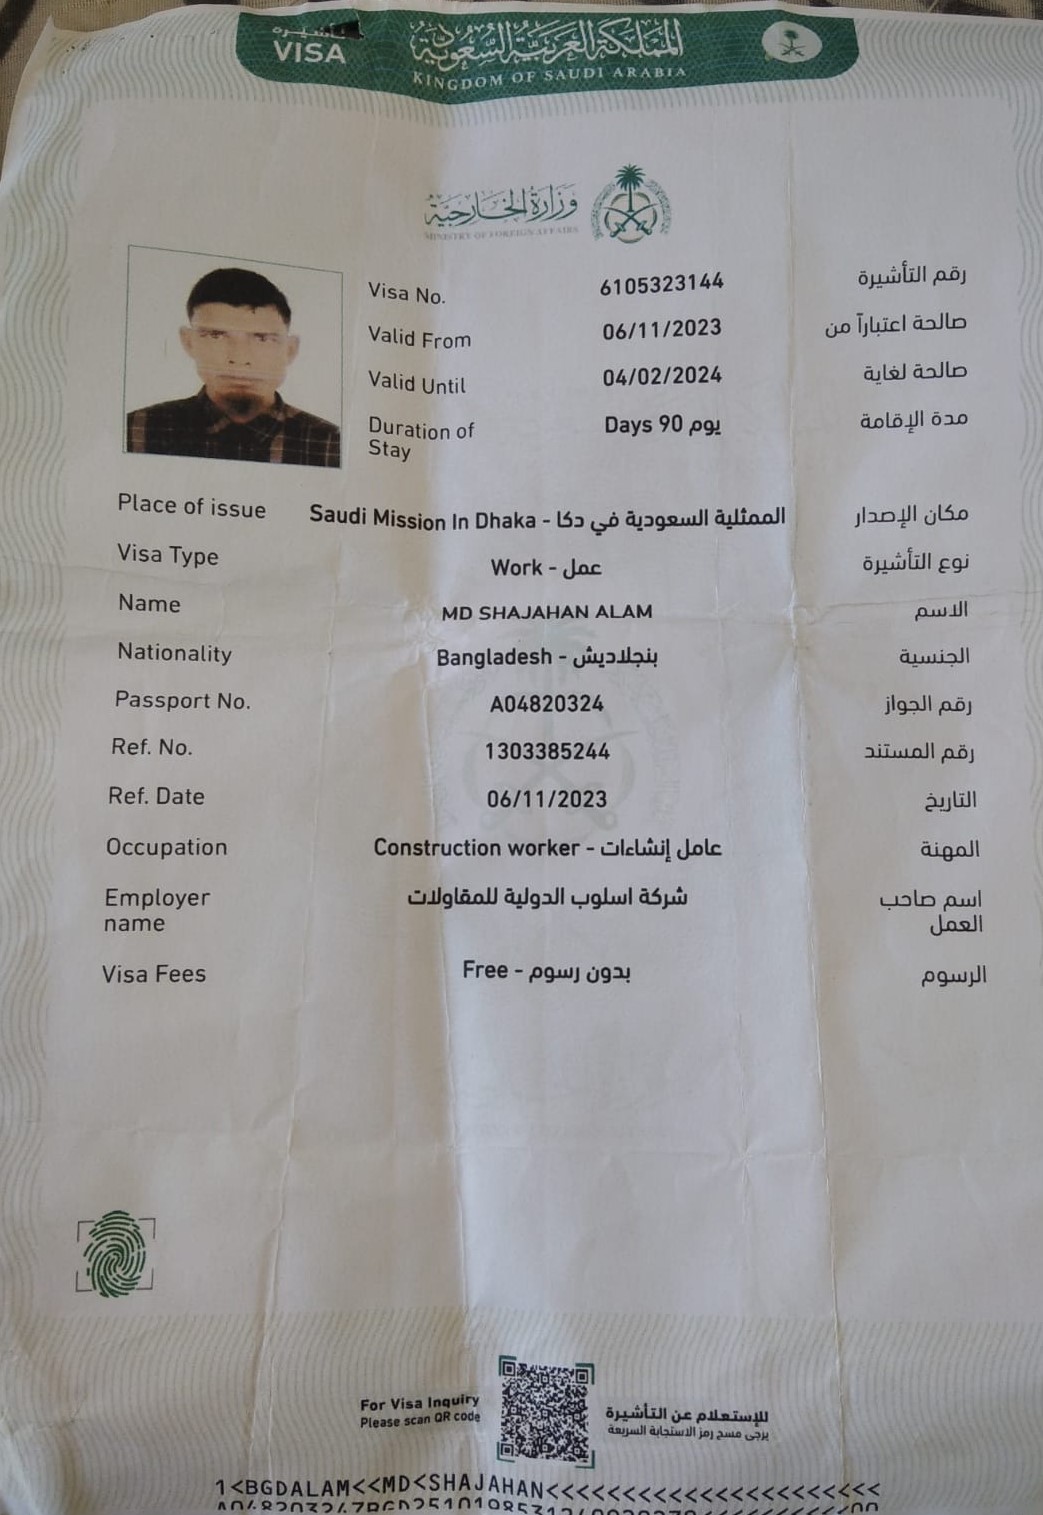 تأشيرة
VISA
المملكة العربية السعودية
KINGDOM OF SAUDI ARABIA
وزارة الخارجية
MINISTRY OF FOREIGN AFFAIRS
Visa No. 6105323144 رقم التأشيرة
Valid From 06/11/2023 صالحة اعتباراً من
Valid Until 04/02/2024 صالحة لغاية
Duration of Stay Days 90 يوم مدة الإقامة
Place of issue Saudi Mission In Dhaka - الممثلية السعودية في دكا مكان الإصدار
Visa Type Work - عمل نوع التأشيرة
Name MD SHAJAHAN ALAM الاسم
Nationality Bangladesh - بنجلاديش الجنسية
Passport No. A04820324 رقم الجواز
Ref. No. 1303385244 رقم المستند
Ref. Date 06/11/2023 التاريخ
Occupation Construction worker - عامل إنشاءات المهنة
Employer name شركة اسلوب الدولية للمقاولات اسم صاحب العمل
Visa Fees Free - بدون رسوم الرسوم
For Visa Inquiry للإستعلام عن التأشيرة
Please scan QR code يرجى مسح رمز الاستجابة السريعة
1<BGDALAM<<MD<SHAJAHAN<<<<<<<<<<<<<<<<<<<<<<